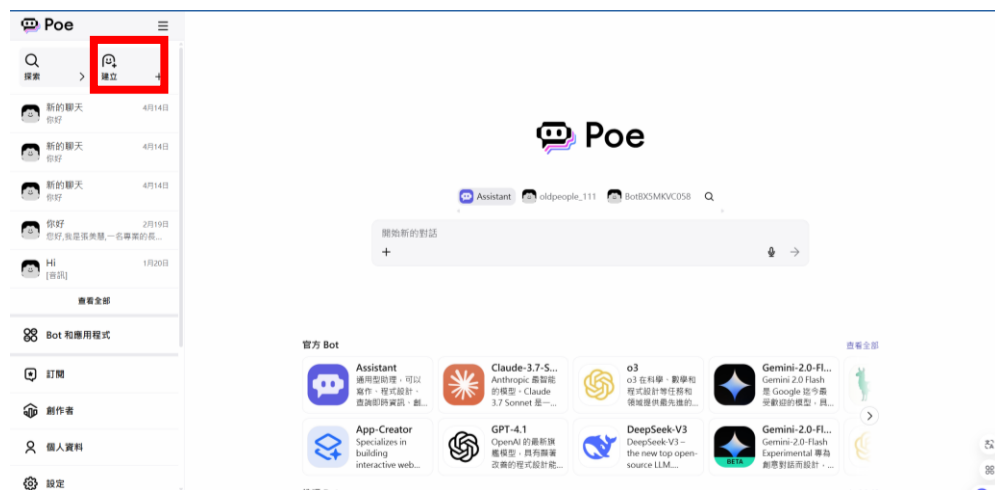 Poe
探索
建立
新的聊天 4月14日
你好
新的聊天 4月14日
你好
新的聊天 4月14日
你好
你好 2月19日
您好,我是張美慧,一名專業的長...
Hi 1月20日
[音訊]
查看全部
Bot 和應用程式
訂閱
創作者
個人資料
設定
Poe
Assistant oldpeople_111 BotBX5MKVC058
開始新的對話
官方 Bot 查看全部
Assistant
通用型助理，可以
寫作、程式設計、
查詢即時資訊、創...
Claude-3.7-S...
Anthropic 最智能
的模型。Claude
3.7 Sonnet 是一...
o3
o3 在科學、數學和
程式設計等任務和
領域提供最先進的...
Gemini-2.0-Fl...
Gemini 2.0 Flash
是 Google 迄今最
受歡迎的模型，具...
App-Creator
Specializes in
building
interactive web...
GPT-4.1
OpenAI 的最新旗
艦模型，具有顯著
改善的程式設計能...
DeepSeek-V3
DeepSeek-V3 –
the new top open-
source LLM....
BETA
Gemini-2.0-Fl...
Gemini-2.0-Flash
Experimental 專為
創意對話而設計，...